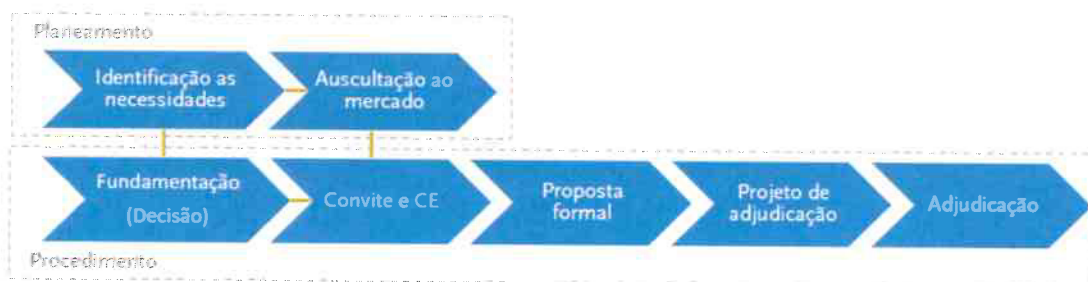 Planeamento
Identificação as
necessidades
Auscultação ao
mercado
Fundamentação
(Decisão)
Convite e CE
Proposta
formal
Projeto de
adjudicação
Adjudicação
Procedimento